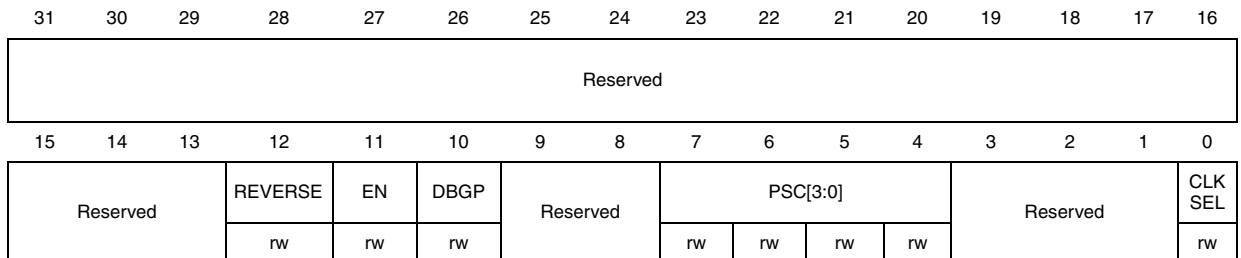 31 30 29 28 27 26 25 24 23 22 21 20 19 18 17 16
Reserved
15 14 13 12 11 10 9 8 7 6 5 4 3 2 1 0
Reserved REVERSE EN DBGP Reserved PSC[3:0] Reserved CLK SEL
rw rw rw rw rw rw rw rw